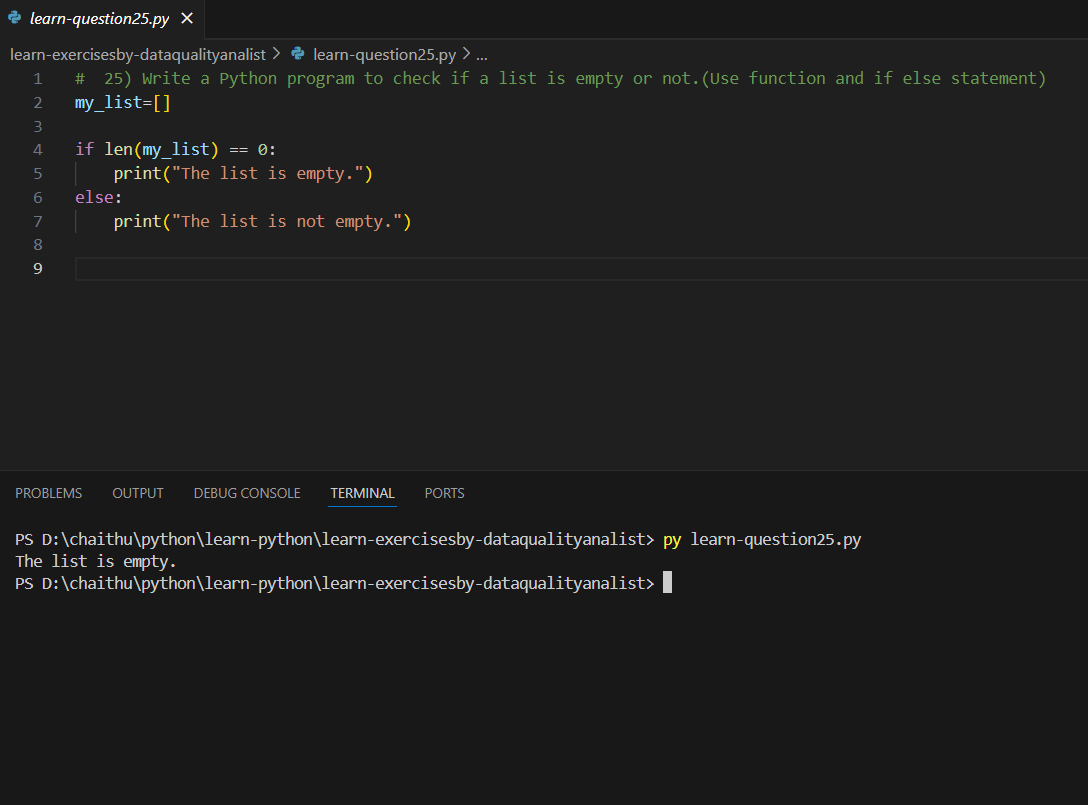 learn-question25.py
learn-exercisesby-dataqualityanalist > learn-question25.py > ...
1 #  25) Write a Python program to check if a list is empty or not.(Use function and if else statement)
2 my_list=[]
3
4 if len(my_list) == 0:
5     print("The list is empty.")
6 else:
7     print("The list is not empty.")
8
9
PROBLEMS OUTPUT DEBUG CONSOLE TERMINAL PORTS
PS D:\chaithu\python\learn-python\learn-exercisesby-dataqualityanalist> py learn-question25.py
The list is empty.
PS D:\chaithu\python\learn-python\learn-exercisesby-dataqualityanalist>